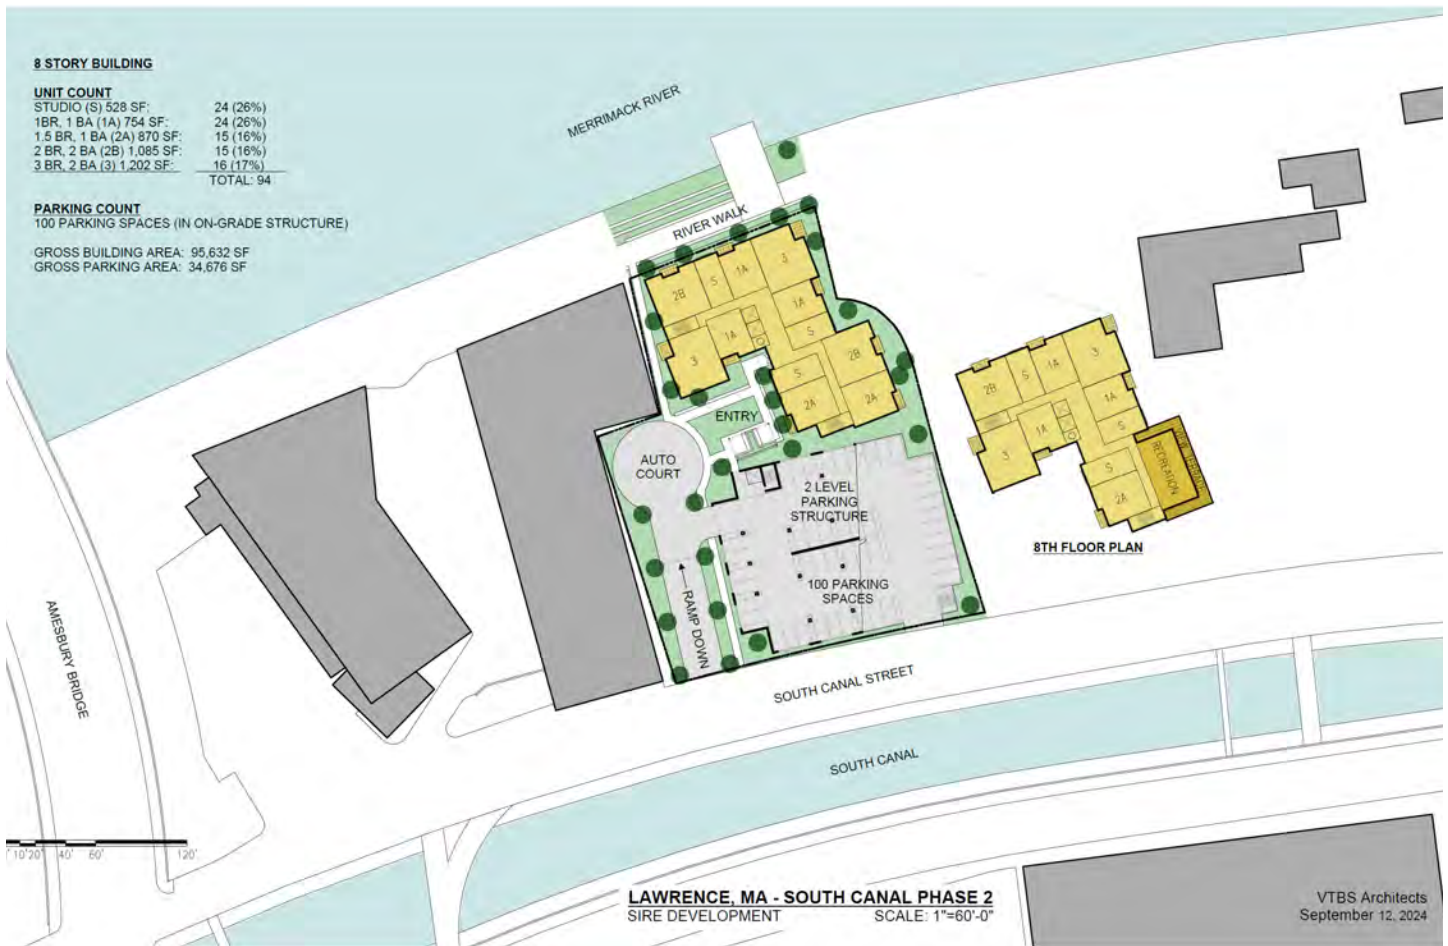 8 STORY BUILDING
UNIT COUNT
STUDIO (S) 528 SF: 24 (26%)
1BR, 1 BA (1A) 754 SF: 24 (26%)
1.5 BR, 1 BA (2A) 870 SF: 15 (16%)
2 BR, 2 BA (2B) 1,085 SF: 15 (16%)
3 BR, 2 BA (3) 1,202 SF: 16 (17%)
TOTAL: 94
PARKING COUNT
100 PARKING SPACES (IN ON-GRADE STRUCTURE)
GROSS BUILDING AREA: 95,632 SF
GROSS PARKING AREA: 34,676 SF
MERRIMACK RIVER
RIVER WALK
2B
S
1A
3
1A
S
1A
3
2B
S
2A
2A
ENTRY
AUTO
COURT
2 LEVEL
PARKING
STRUCTURE
100 PARKING
SPACES
RAMP DOWN
2B
S
1A
3
1A
S
1A
3
S
2A
RECREATION
TERRACE
8TH FLOOR PLAN
AMESBURY BRIDGE
SOUTH CANAL STREET
SOUTH CANAL
10' 20' 40' 60' 120'
LAWRENCE, MA - SOUTH CANAL PHASE 2
SIRE DEVELOPMENT SCALE: 1"=60'-0"
VTBS Architects
September 12, 2024